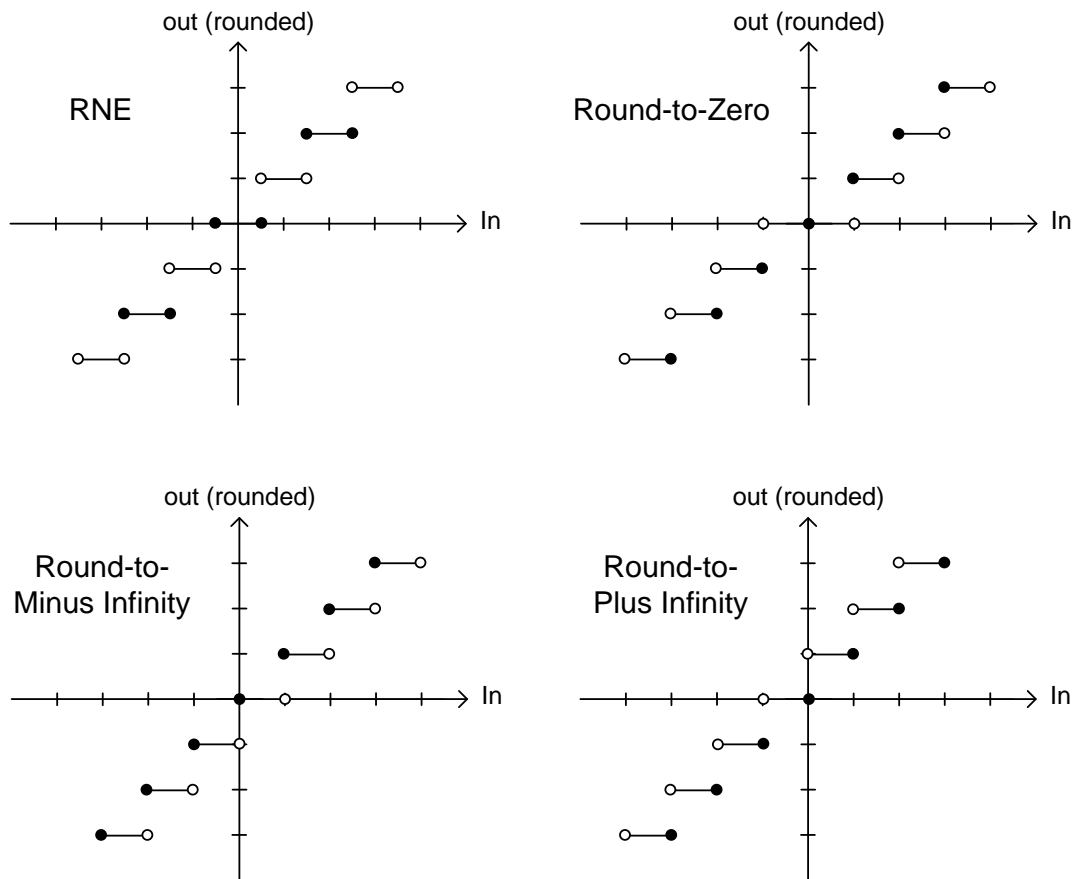 out (rounded)
RNE
In
out (rounded)
Round-to-Zero
In
out (rounded)
Round-to-
Minus Infinity
In
out (rounded)
Round-to-
Plus Infinity
In